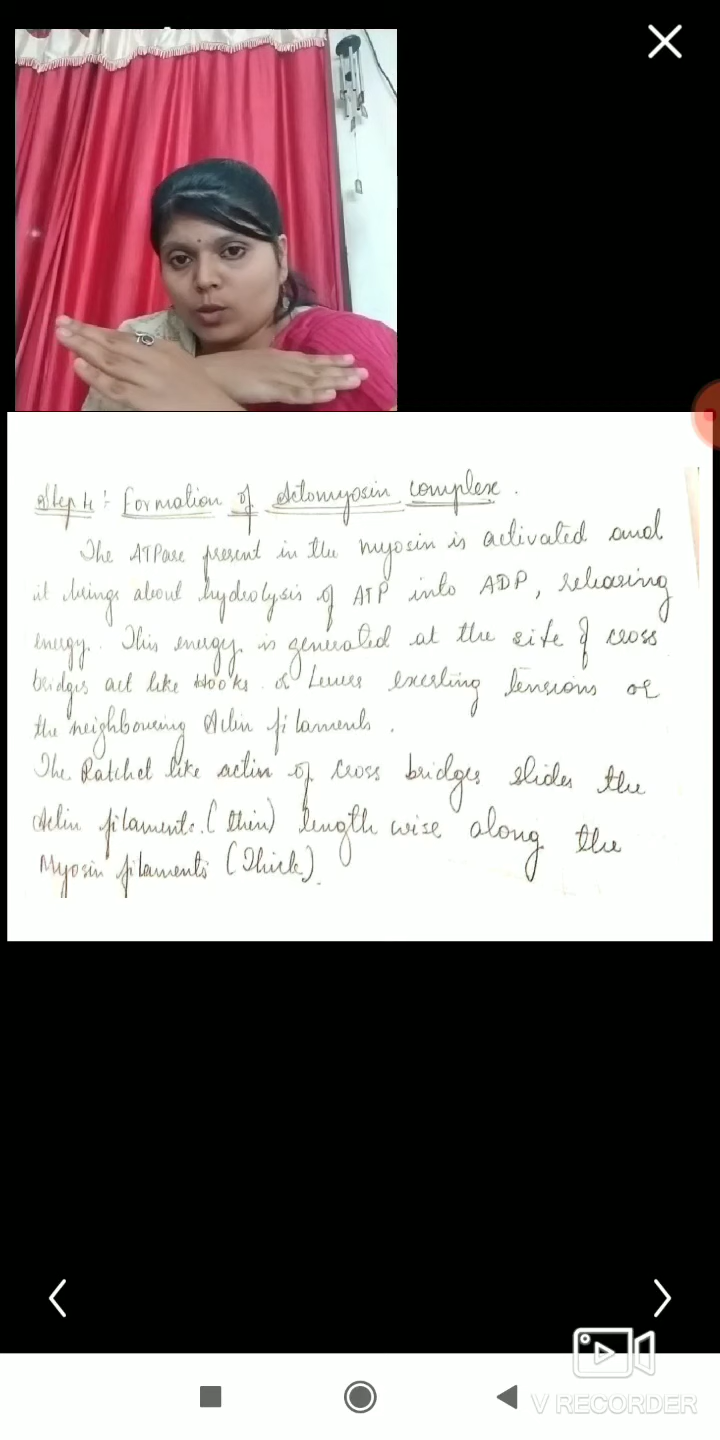 Step 4: Formation of Actomyosin complex.
The ATPase present in the myosin is activated and
it brings about hydrolysis of ATP into ADP, releasing
energy. This energy is generated at the site of cross
bridges act like Hooks & Levers exerting tensions or
the neighbouring Actin filaments.
The Ratchet like actin of cross bridges slides the
Actin filaments. (thin) length wise along the
Myosin filaments (Thick).
V RECORDER